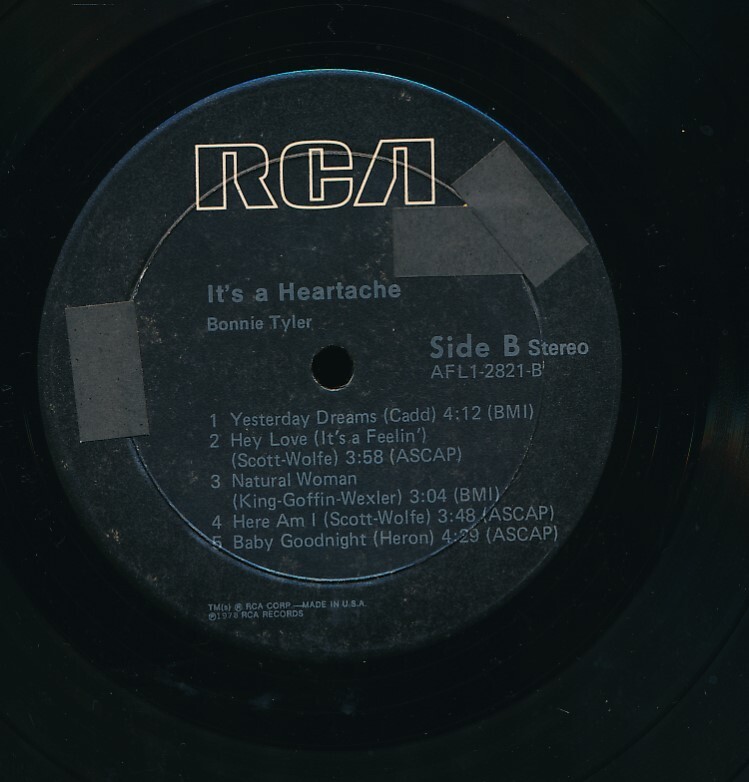 RCA
It's a Heartache
Bonnie Tyler
Side B Stereo
AFL1-2821-B
1 Yesterday Dreams (Cadd) 4:12 (BMI)
2 Hey Love (It's a Feelin')
(Scott-Wolfe) 3:58 (ASCAP)
3 Natural Woman
(King-Goffin-Wexler) 3:04 (BMI)
4 Here Am I (Scott-Wolfe) 3:48 (ASCAP)
5 Baby Goodnight (Heron) 4:29 (ASCAP)
TM(s) ® RCA CORP.—MADE IN U.S.A.
℗1978 RCA RECORDS